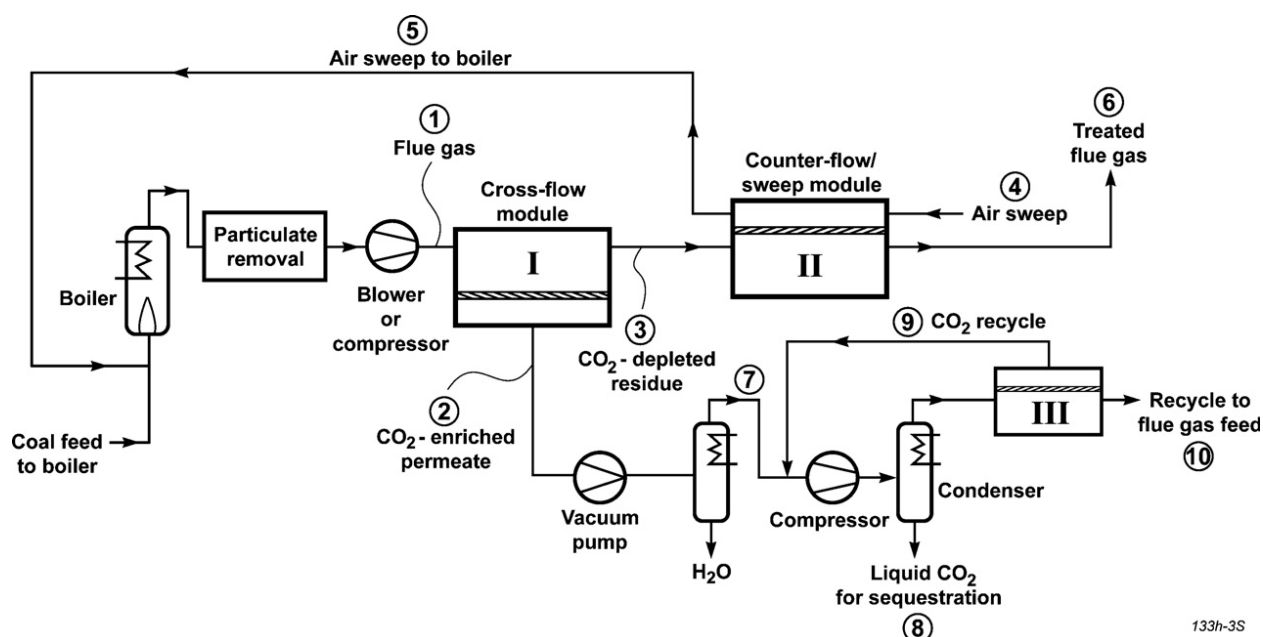 ⑤
Air sweep to boiler
①
Flue gas
⑥
Treated
flue gas
Cross-flow
module
Counter-flow/
sweep module
④
Air sweep
Particulate
removal
I
II
Boiler
Blower
or
compressor
③
CO₂ - depleted
residue
⑨ CO₂ recycle
⑦
②
CO₂ - enriched
permeate
III
Recycle to
flue gas feed
⑩
Coal feed
to boiler
Vacuum
pump
Compressor
Condenser
H₂O
Liquid CO₂
for sequestration
⑧
133h-3S